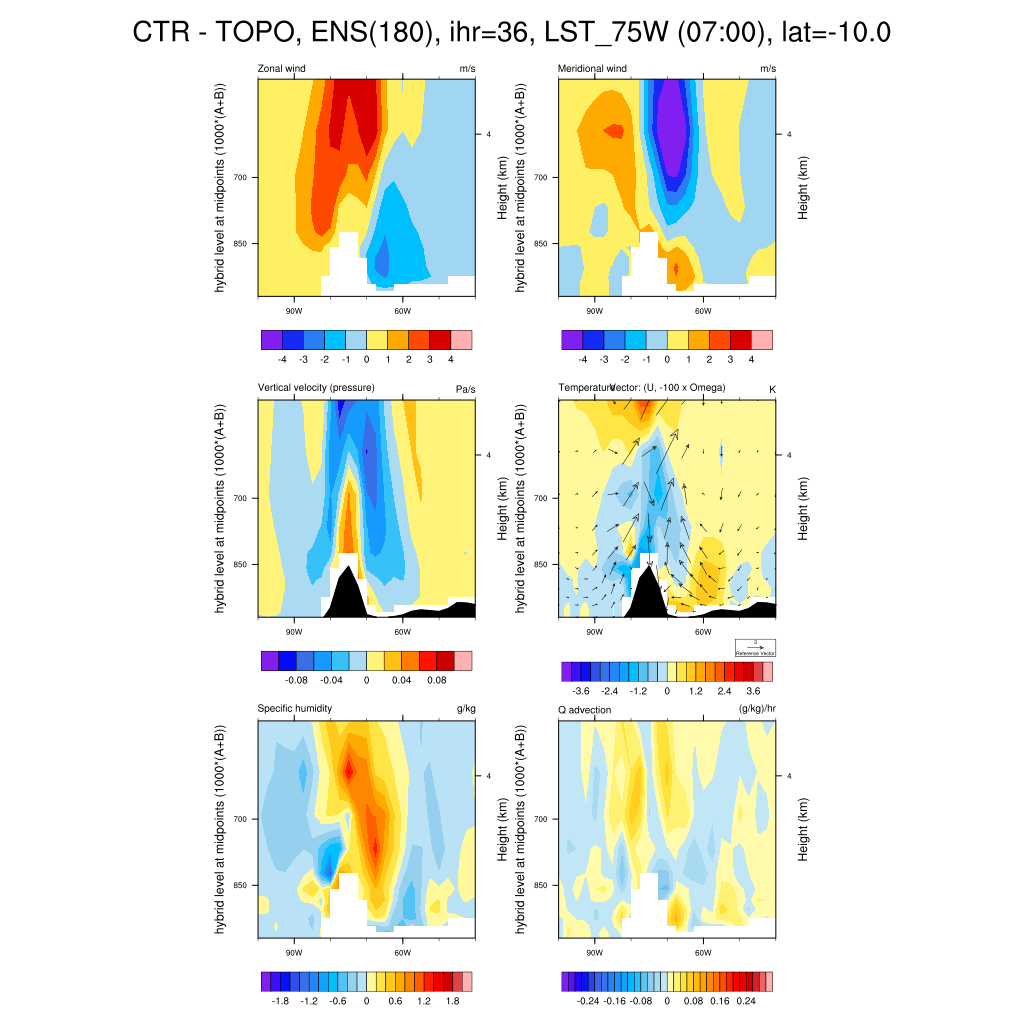 CTR - TOPO, ENS(180), ihr=36, LST_75W (07:00), lat=-10.0
Zonal wind m/s
hybrid level at midpoints (1000*(A+B))
700
850
4
Height (km)
90W 60W
-4 -3 -2 -1 0 1 2 3 4
Meridional wind m/s
hybrid level at midpoints (1000*(A+B))
700
850
4
Height (km)
90W 60W
-4 -3 -2 -1 0 1 2 3 4
Vertical velocity (pressure) Pa/s
hybrid level at midpoints (1000*(A+B))
700
850
4
Height (km)
90W 60W
-0.08 -0.04 0 0.04 0.08
Temperature Vector: (U, -100 x Omega) K
hybrid level at midpoints (1000*(A+B))
700
850
4
Height (km)
90W 60W
3
Reference Vector
-3.6 -2.4 -1.2 0 1.2 2.4 3.6
Specific humidity g/kg
hybrid level at midpoints (1000*(A+B))
700
850
4
Height (km)
90W 60W
-1.8 -1.2 -0.6 0 0.6 1.2 1.8
Q advection (g/kg)/hr
hybrid level at midpoints (1000*(A+B))
700
850
4
Height (km)
90W 60W
-0.24 -0.16 -0.08 0 0.08 0.16 0.24